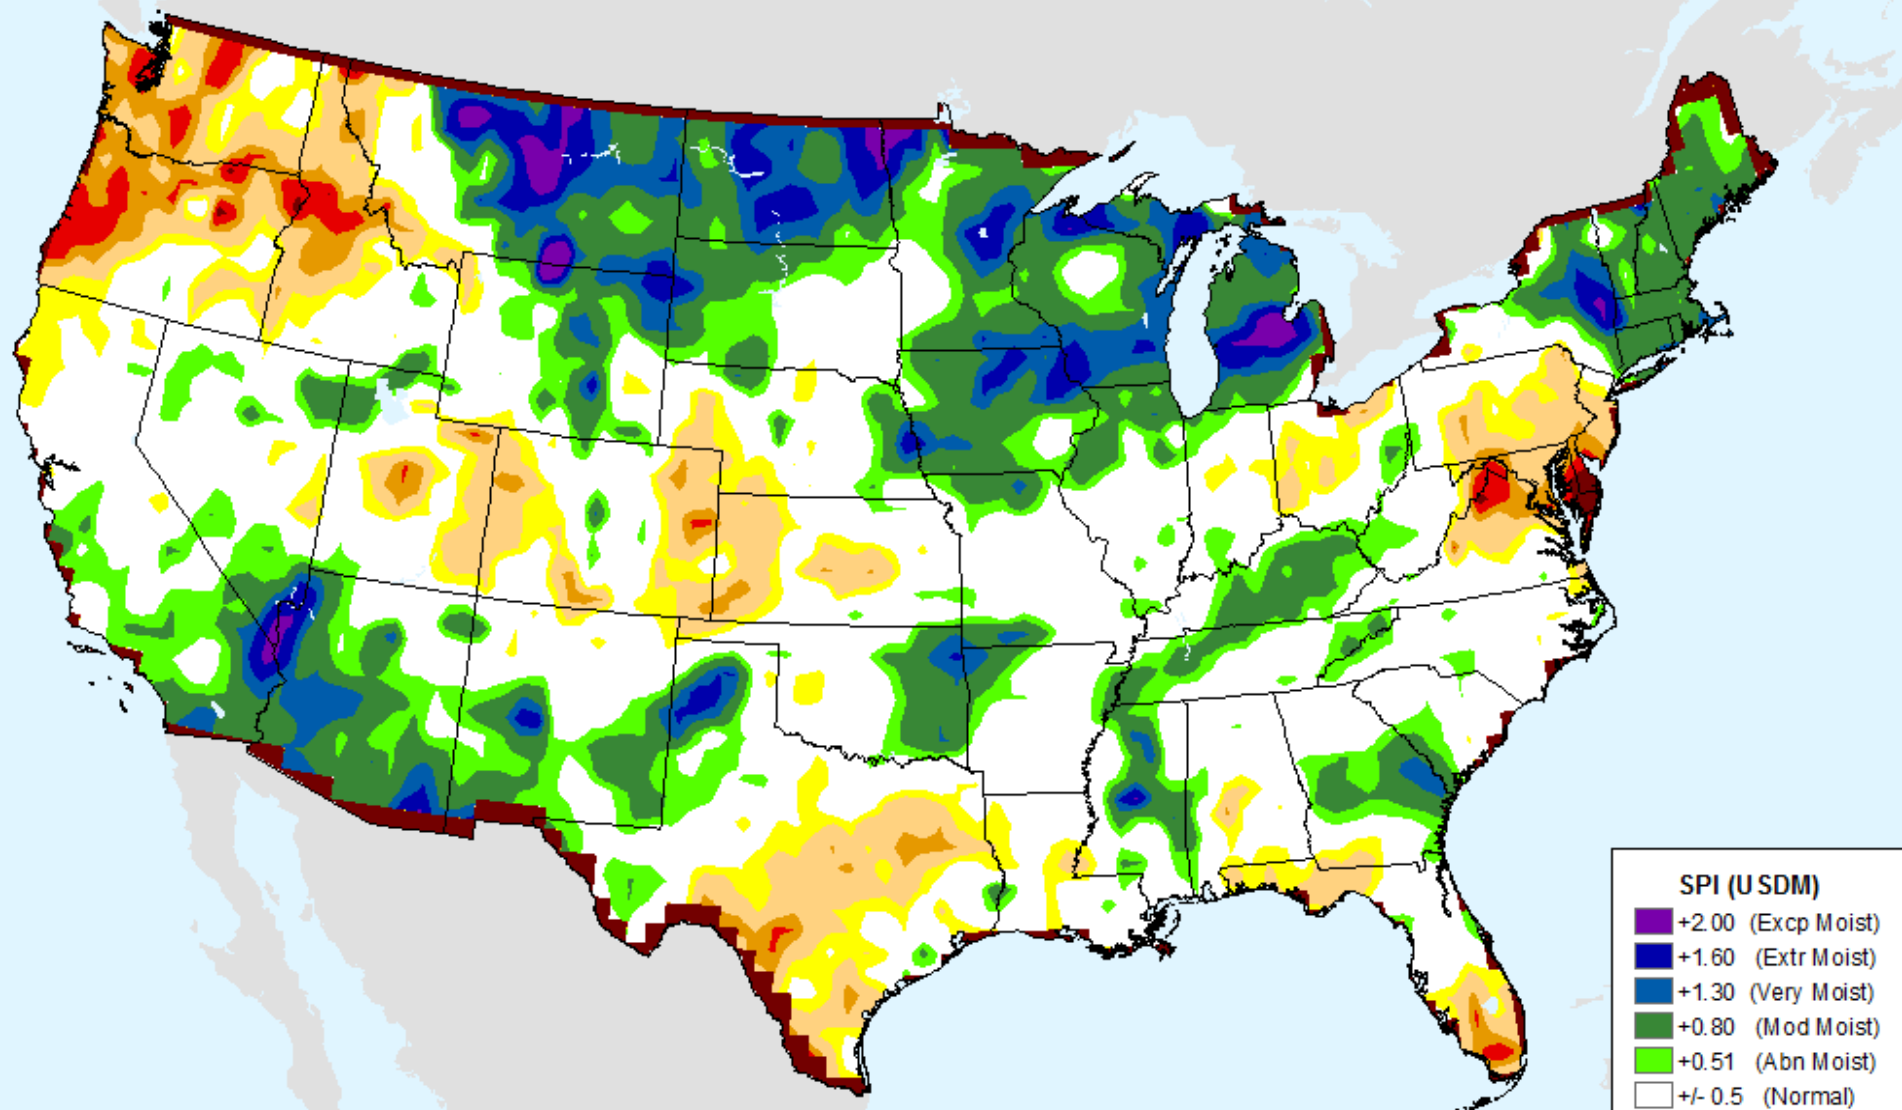 SPI (USDM)
+2.00 (Excp Moist)
+1.60 (Extr Moist)
+1.30 (Very Moist)
+0.80 (Mod Moist)
+0.51 (Abn Moist)
+/- 0.5 (Normal)